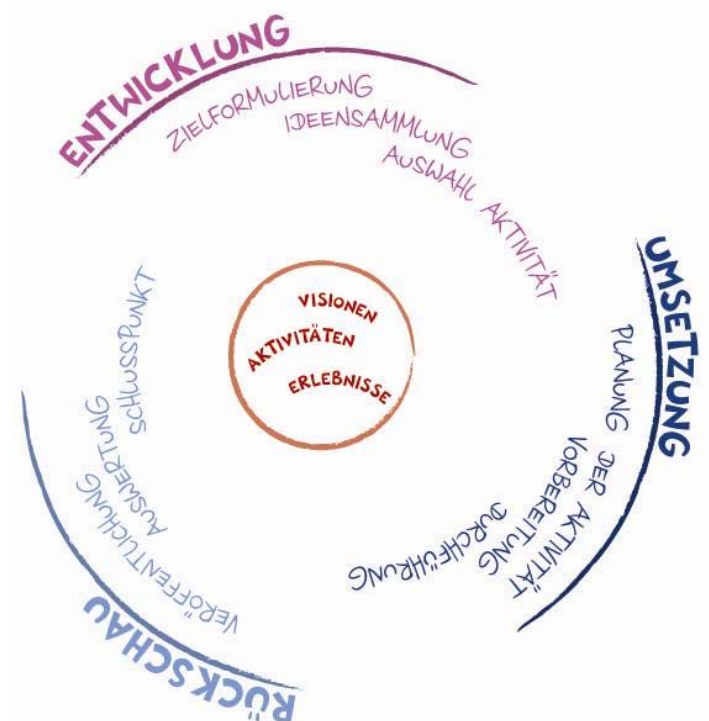 ENTWICKLUNG
ZIELFORMULIERUNG
IDEENSAMMLUNG
AUSWAHL AKTIVITÄT
UMSETZUNG
PLANUNG DER AKTIVITÄT
VORBEREITUNG
DURCHFÜHRUNG
RÜCKSCHAU
VERÖFFENTLICHUNG
AUSWERTUNG
SCHLUSSPUNKT
VISIONEN
AKTIVITÄTEN
ERLEBNISSE